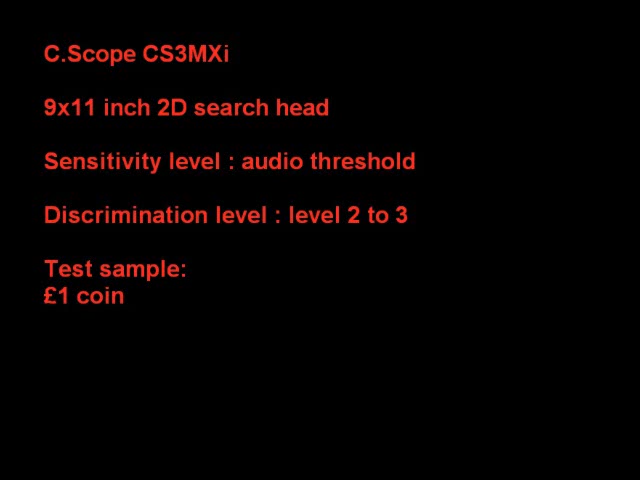 C.Scope CS3MXi
9x11 inch 2D search head
Sensitivity level : audio threshold
Discrimination level : level 2 to 3
Test sample:
£1 coin